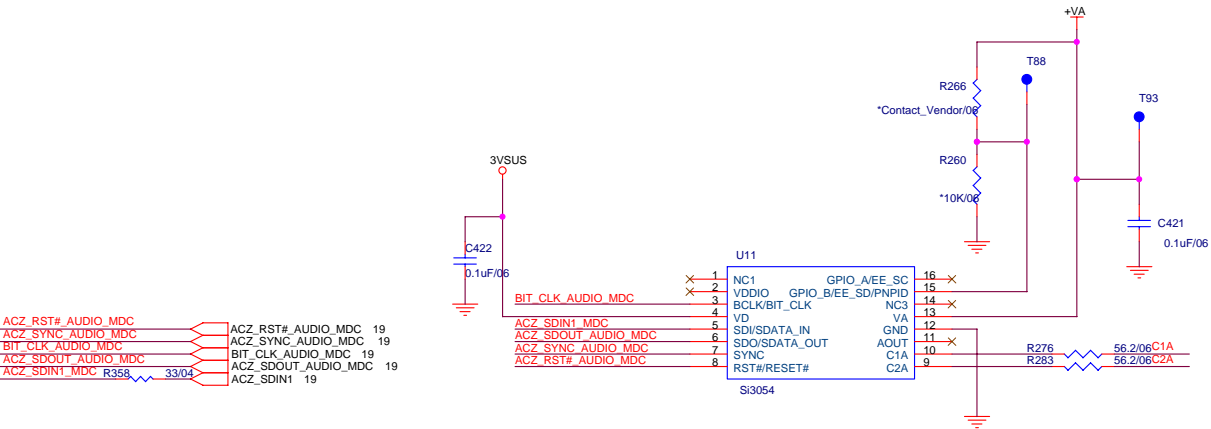 +VA
T88
R266
*Contact_Vendor/06
T93
R260
*10K/06
3VSUS
C421
0.1uF/06
C422
0.1uF/06
U11
1 NC1 GPIO_A/EE_SC 16
2 VDDIO GPIO_B/EE_SD/PNPID 15
BIT_CLK_AUDIO_MDC 3 BCLK/BIT_CLK NC3 14
4 VD VA 13
ACZ_SDIN1_MDC 5 SDI/SDATA_IN GND 12
ACZ_SDOUT_AUDIO_MDC 6 SDO/SDATA_OUT AOUT 11
ACZ_SYNC_AUDIO_MDC 7 SYNC C1A 10 R276 56.2/06 C1A
ACZ_RST#_AUDIO_MDC 8 RST#/RESET# C2A 9 R283 56.2/06 C2A
Si3054
ACZ_RST#_AUDIO_MDC ACZ_RST#_AUDIO_MDC 19
ACZ_SYNC_AUDIO_MDC ACZ_SYNC_AUDIO_MDC 19
BIT_CLK_AUDIO_MDC BIT_CLK_AUDIO_MDC 19
ACZ_SDOUT_AUDIO_MDC ACZ_SDOUT_AUDIO_MDC 19
ACZ_SDIN1_MDC R358 33/04 ACZ_SDIN1 19